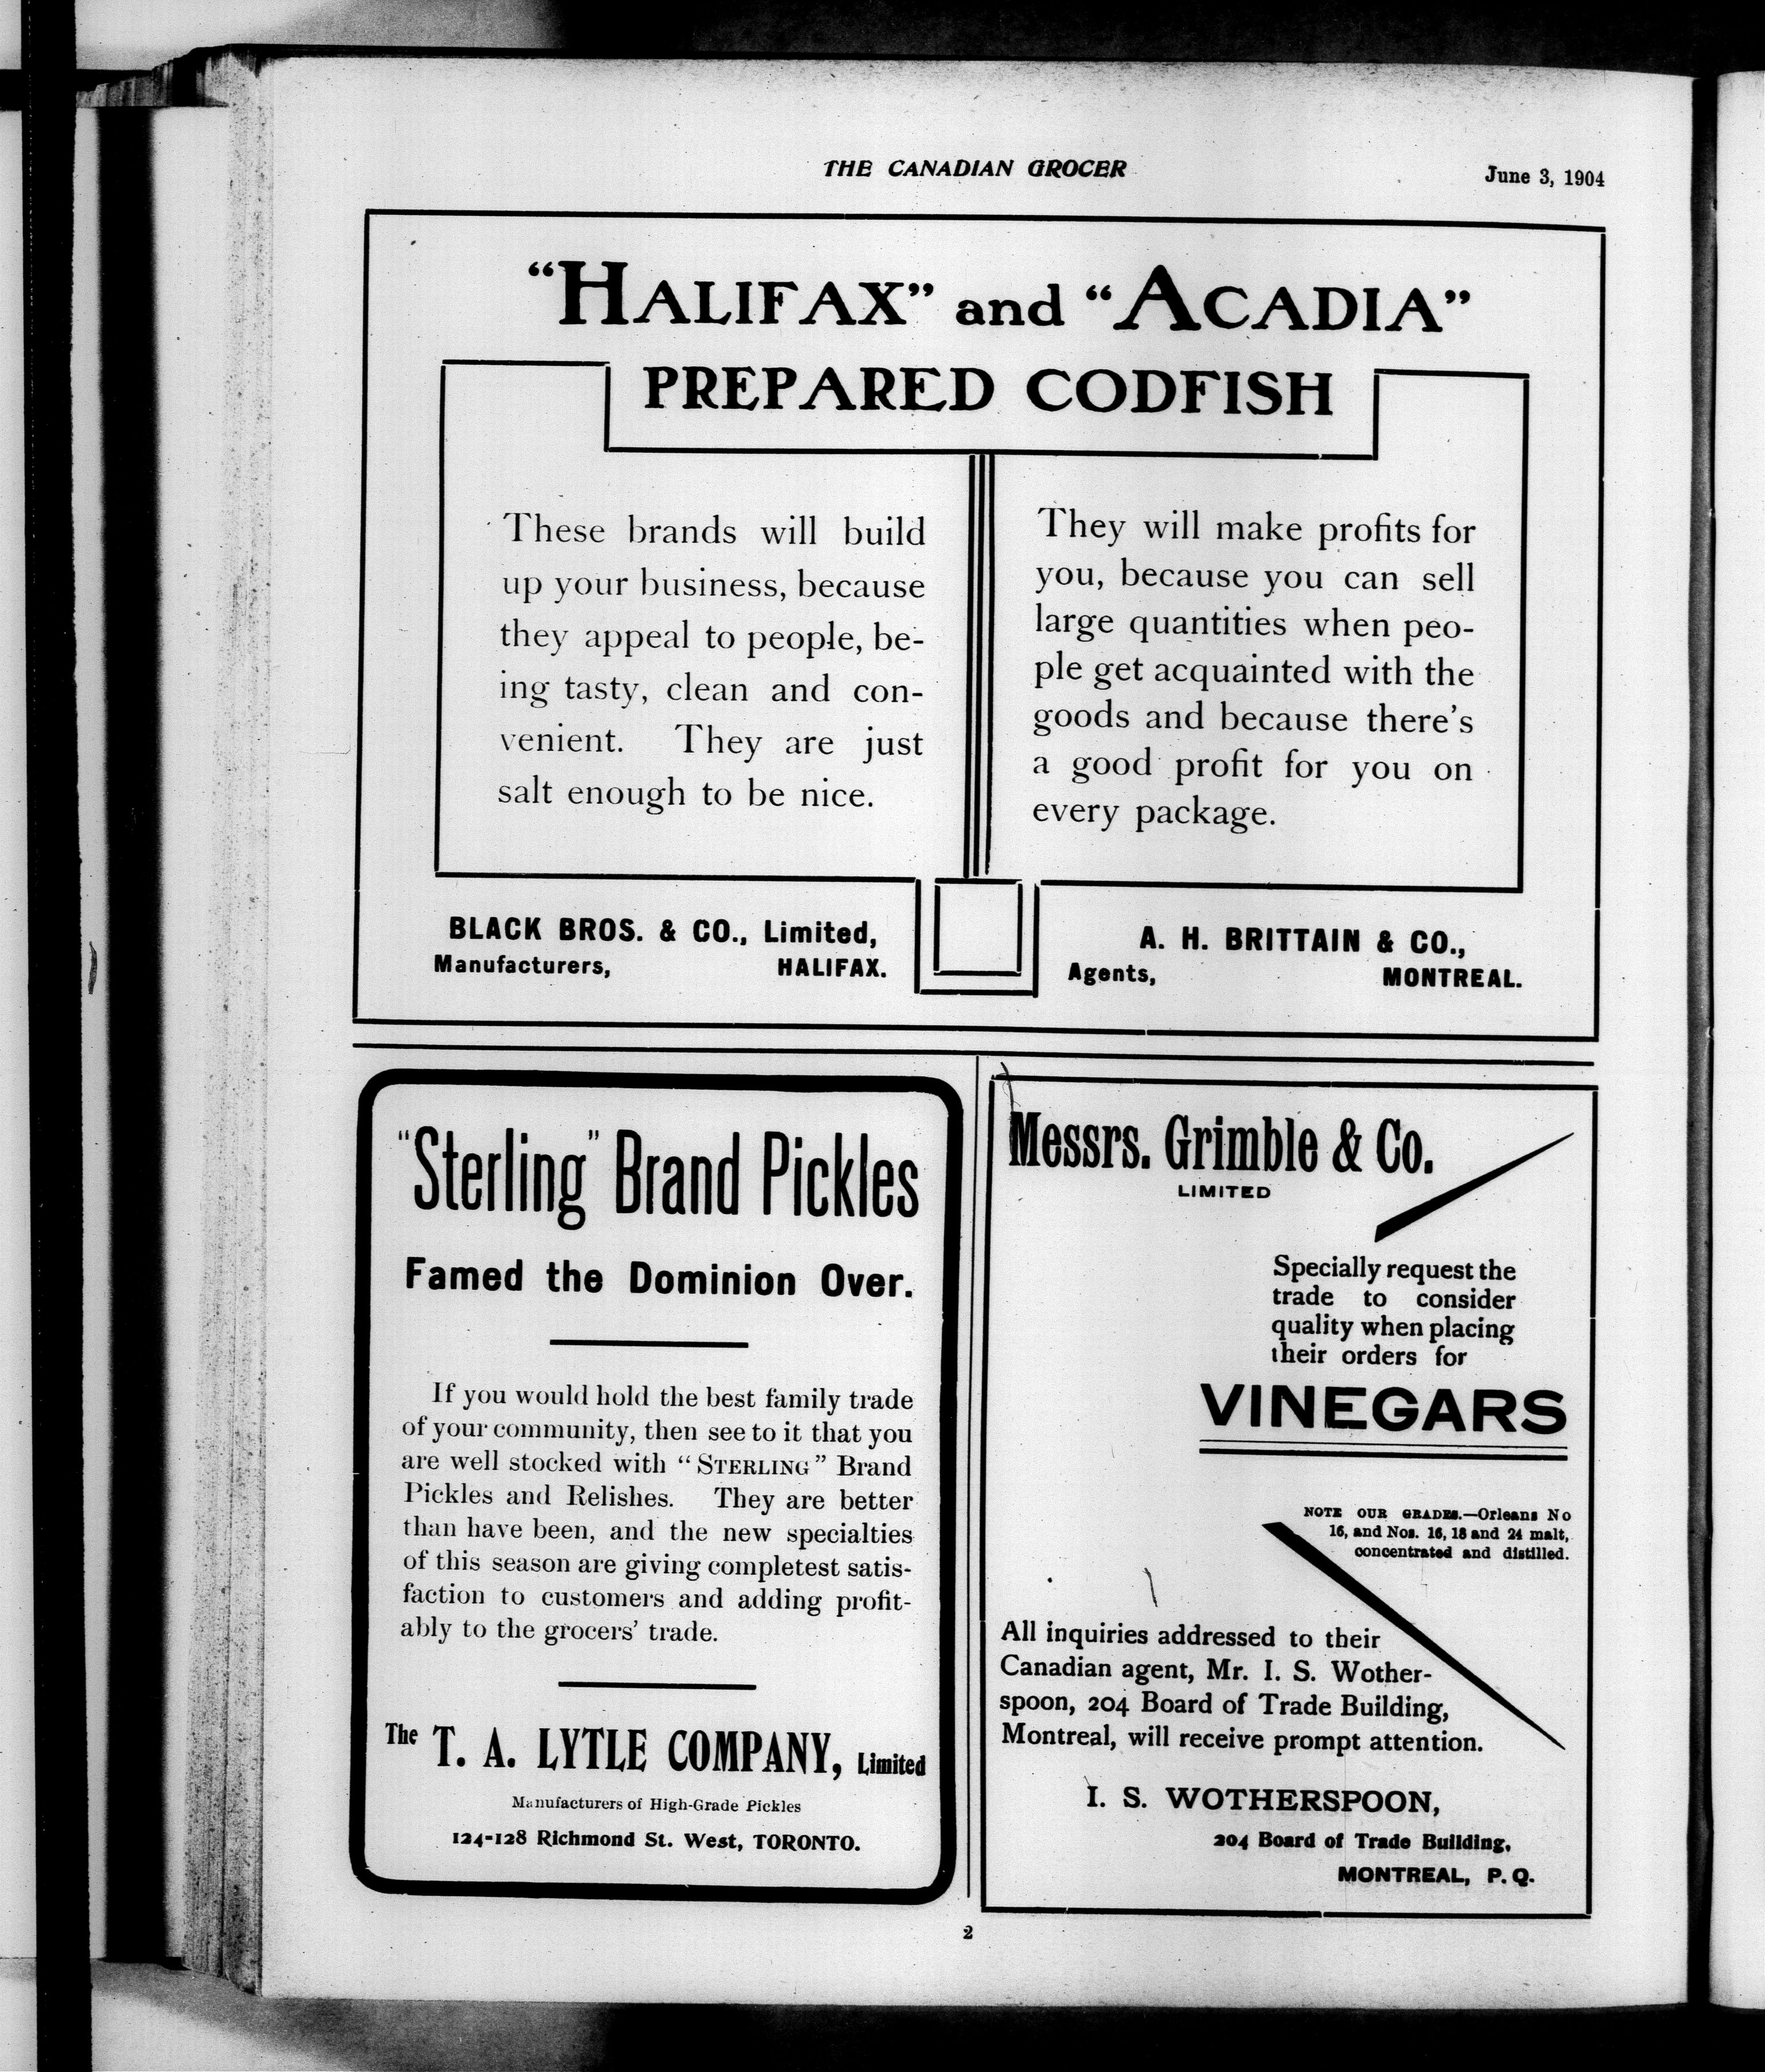 THE CANADIAN GROCER
June 3, 1904
"HALIFAX" and "ACADIA"
PREPARED CODFISH
These brands will build
up your business, because
they appeal to people, be-
ing tasty, clean and con-
venient. They are just
salt enough to be nice.
They will make profits for
you, because you can sell
large quantities when peo-
ple get acquainted with the
goods and because there's
a good profit for you on
every package.
BLACK BROS. & CO., Limited,
Manufacturers, HALIFAX.
A. H. BRITTAIN & CO.,
Agents, MONTREAL.
"Sterling" Brand Pickles
Famed the Dominion Over.
If you would hold the best family trade
of your community, then see to it that you
are well stocked with "STERLING" Brand
Pickles and Relishes. They are better
than have been, and the new specialties
of this season are giving completest satis-
faction to customers and adding profit-
ably to the grocers' trade.
The T. A. LYTLE COMPANY, Limited
Manufacturers of High-Grade Pickles
124-128 Richmond St. West, TORONTO.
Messrs. Grimble & Co.
LIMITED
Specially request the
trade to consider
quality when placing
their orders for
VINEGARS
NOTE OUR GRADES.—Orleans No
16, and Nos. 16, 18 and 24 malt,
concentrated and distilled.
All inquiries addressed to their
Canadian agent, Mr. I. S. Wother-
spoon, 204 Board of Trade Building,
Montreal, will receive prompt attention.
I. S. WOTHERSPOON,
204 Board of Trade Building,
MONTREAL, P. Q.
2